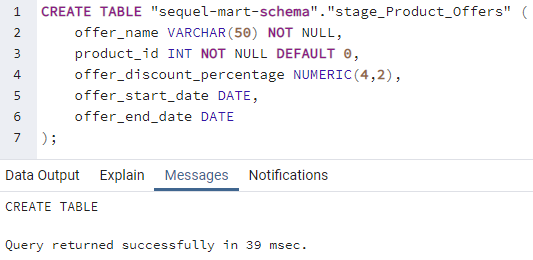 1 CREATE TABLE "sequel-mart-schema"."stage_Product_Offers" (
2 offer_name VARCHAR(50) NOT NULL,
3 product_id INT NOT NULL DEFAULT 0,
4 offer_discount_percentage NUMERIC(4,2),
5 offer_start_date DATE,
6 offer_end_date DATE
7 );
Data Output Explain Messages Notifications
CREATE TABLE
Query returned successfully in 39 msec.